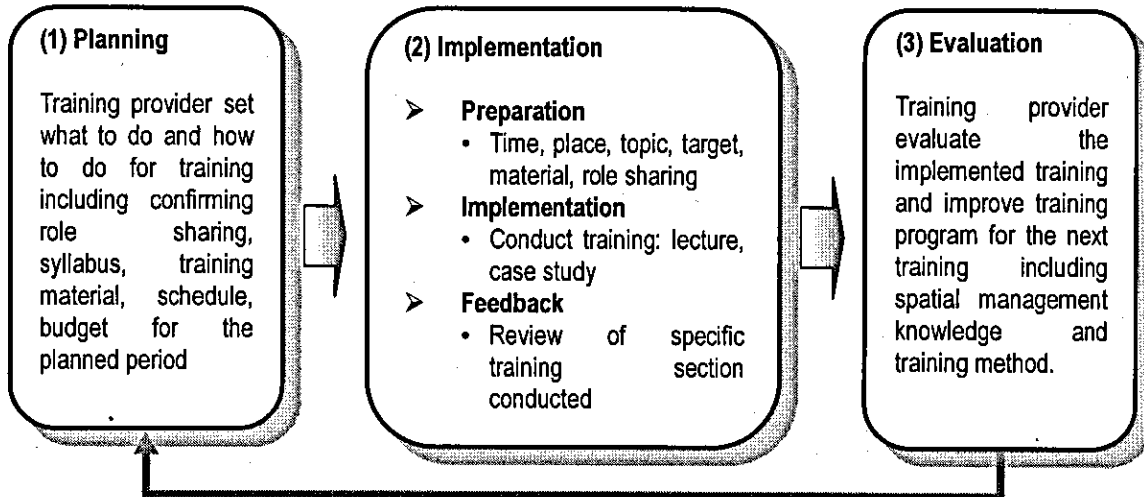 (1) Planning
Training provider set
what to do and how
to do for training
including confirming
role sharing,
syllabus, training
material, schedule,
budget for the
planned period
(2) Implementation
➢ Preparation
• Time, place, topic, target,
material, role sharing
➢ Implementation
• Conduct training: lecture,
case study
➢ Feedback
• Review of specific
training section
conducted
(3) Evaluation
Training provider
evaluate the
implemented training
and improve training
program for the next
training including
spatial management
knowledge and
training method.